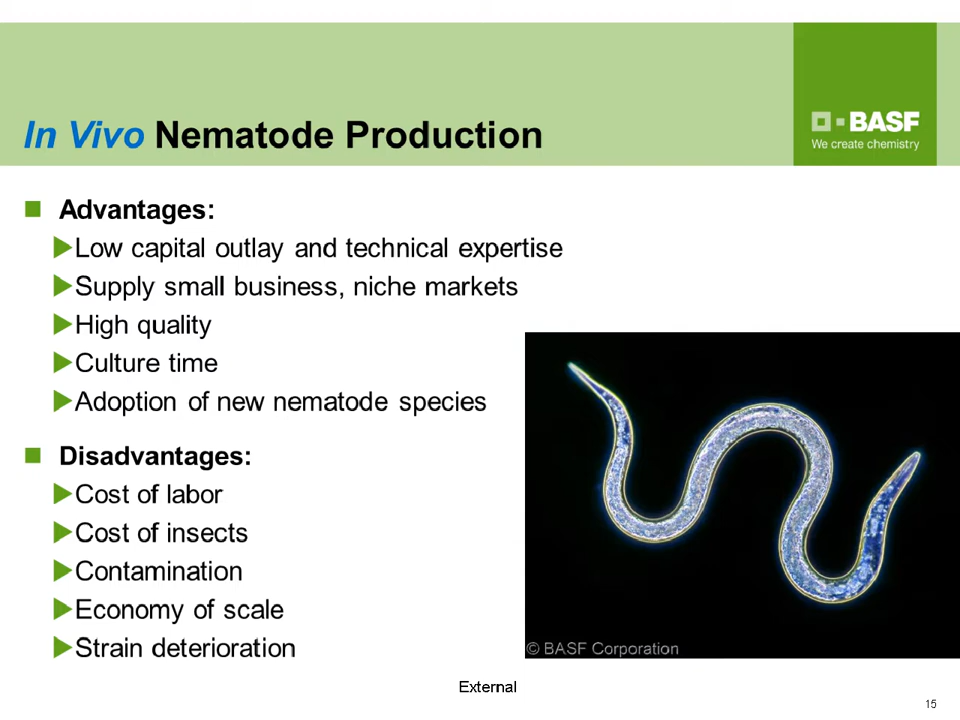 In Vivo Nematode Production
BASF
We create chemistry
Advantages:
Low capital outlay and technical expertise
Supply small business, niche markets
High quality
Culture time
Adoption of new nematode species
Disadvantages:
Cost of labor
Cost of insects
Contamination
Economy of scale
Strain deterioration
© BASF Corporation
External
15